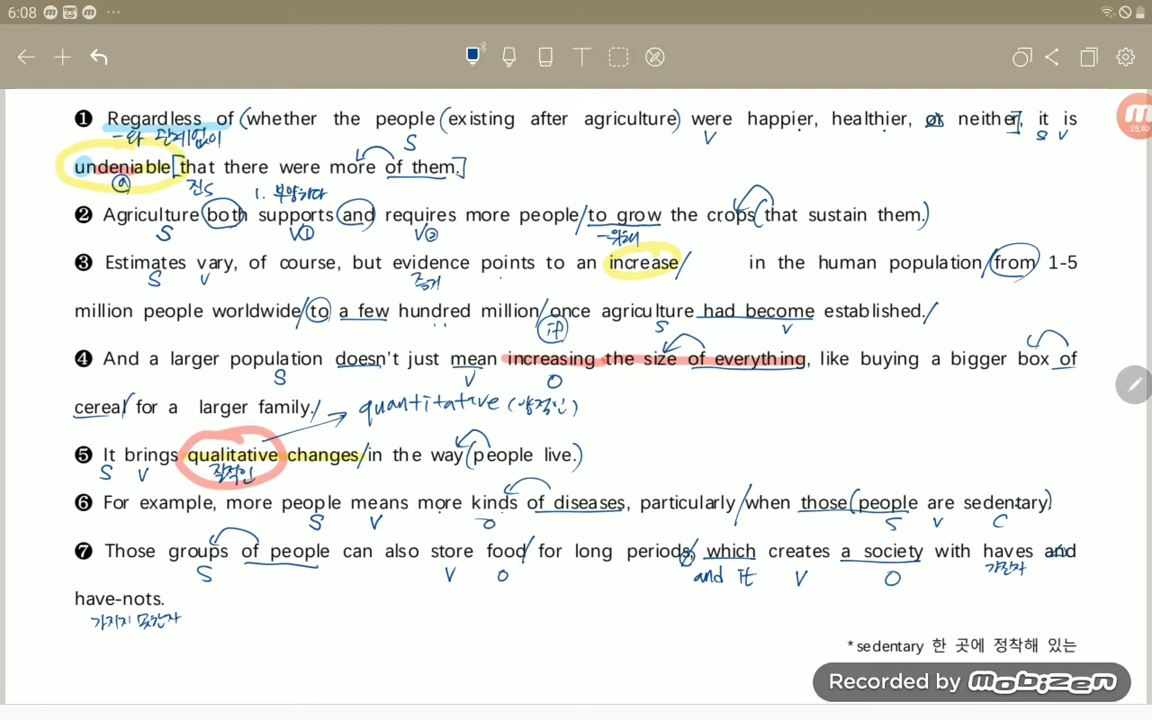 6:08
❶ Regardless of (whether the people (existing after agriculture) were happier, healthier, or neither], it is
~와 관계없이 S V S V
undeniable [that there were more of them.]
ⓐ 진S 1. 부양하다
❷ Agriculture both supports and requires more people/to grow the crops (that sustain them.)
S V① V② ~위해
❸ Estimates vary, of course, but evidence points to an increase/ in the human population/from 1-5
S V 증거
million people worldwide/to a few hundred million/once agriculture had become established./
if S V
❹ And a larger population doesn't just mean increasing the size of everything, like buying a bigger box of
S V O
cereal/for a larger family./ → quantitative (양적인)
❺ It brings qualitative changes/in the way (people live.)
S V 질적인
❻ For example, more people means more kinds of diseases, particularly/when those (people are sedentary.)
S V O S V C
❼ Those groups of people can also store food/for long periods, which creates a society with haves and
S V O and it V O 가진자
have-nots.
가지지 못한자
*sedentary 한 곳에 정착해 있는
25:40
Recorded by mobizen